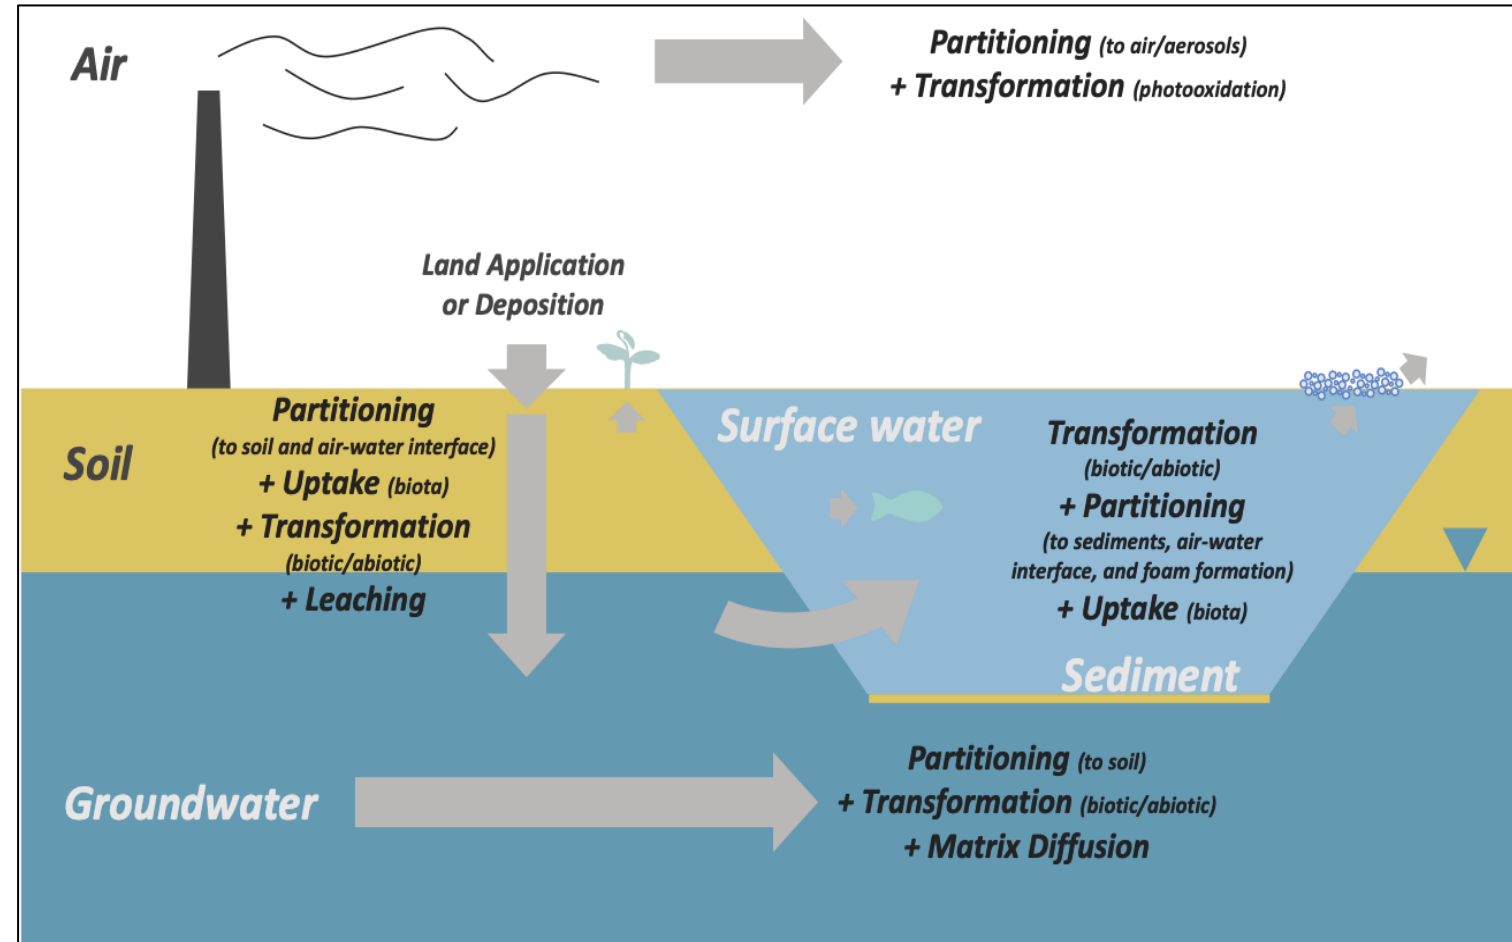 Air
Partitioning (to air/aerosols)
+ Transformation (photooxidation)
Land Application
or Deposition
Soil
Partitioning
(to soil and air-water interface)
+ Uptake (biota)
+ Transformation
(biotic/abiotic)
+ Leaching
Surface water
Transformation
(biotic/abiotic)
+ Partitioning
(to sediments, air-water
interface, and foam formation)
+ Uptake (biota)
Sediment
Groundwater
Partitioning (to soil)
+ Transformation (biotic/abiotic)
+ Matrix Diffusion